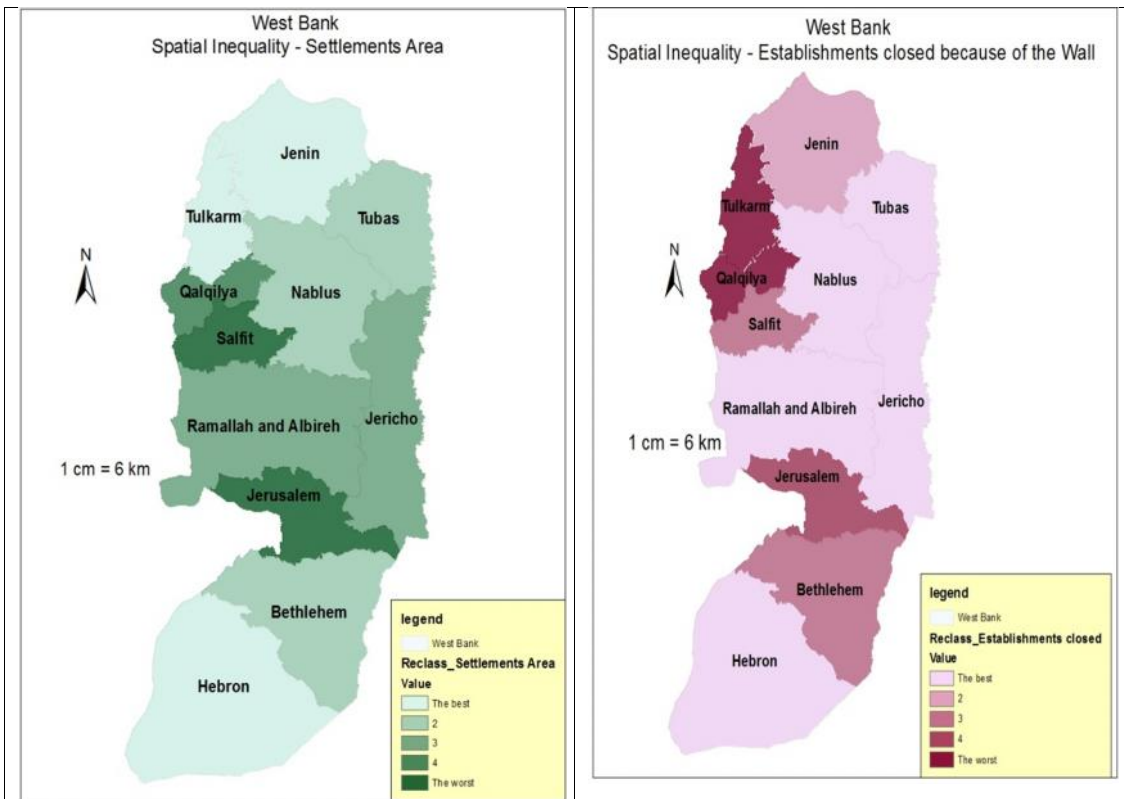 West Bank
Spatial Inequality - Settlements Area
Jenin
Tubas
Tulkarm
N
Nablus
Qalqilya
Salfit
Jericho
Ramallah and Albireh
1 cm = 6 km
Jerusalem
Bethlehem
Hebron
legend
West Bank
Reclass_Settlements Area
Value
The best
2
3
4
The worst
West Bank
Spatial Inequality - Establishments closed because of the Wall
Jenin
Tubas
Tulkarm
N
Qalqilya
Nablus
Salfit
Jericho
Ramallah and Albireh
1 cm = 6 km
Jerusalem
Bethlehem
Hebron
legend
West Bank
Reclass_Establishments closed
Value
The best
2
3
4
The worst